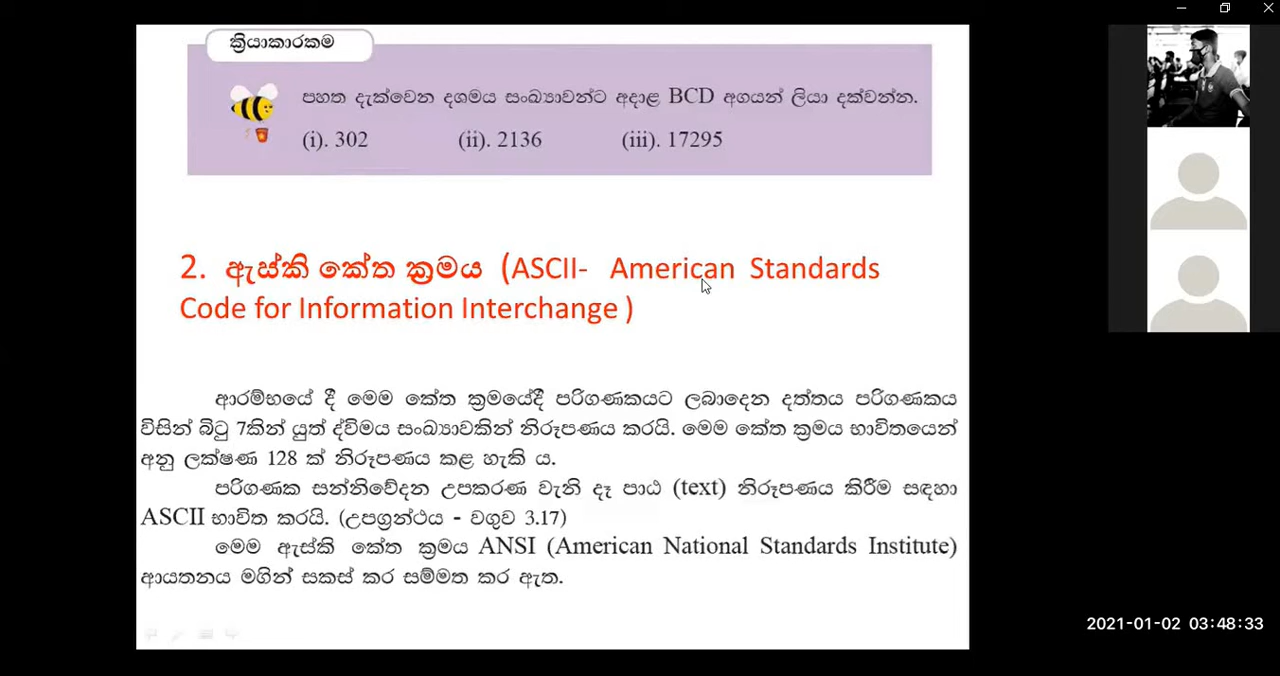 ක්‍රියාකාරකම
පහත දැක්වෙන දශමය සංඛ්‍යාවන්ට අදාළ BCD අගයන් ලියා දක්වන්න.
(i). 302 (ii). 2136 (iii). 17295
2. ඇස්කි කේත ක්‍රමය (ASCII- American Standards
Code for Information Interchange )
ආරම්භයේ දී මෙම කේත ක්‍රමයේදී පරිගණකයට ලබාදෙන දත්තය පරිගණකය
විසින් බිටු 7කින් යුත් ද්විමය සංඛ්‍යාවකින් නිරූපණය කරයි. මෙම කේත ක්‍රමය භාවිතයෙන්
අනු ලක්ෂණ 128 ක් නිරූපණය කළ හැකි ය.
පරිගණක සන්නිවේදන උපකරණ වැනි දෑ පාඨ (text) නිරූපණය කිරීම සඳහා
ASCII භාවිත කරයි. (උපග්‍රන්ථය - වගුව 3.17)
මෙම ඇස්කි කේත ක්‍රමය ANSI (American National Standards Institute)
ආයතනය මගින් සකස් කර සම්මත කර ඇත.
2021-01-02 03:48:33